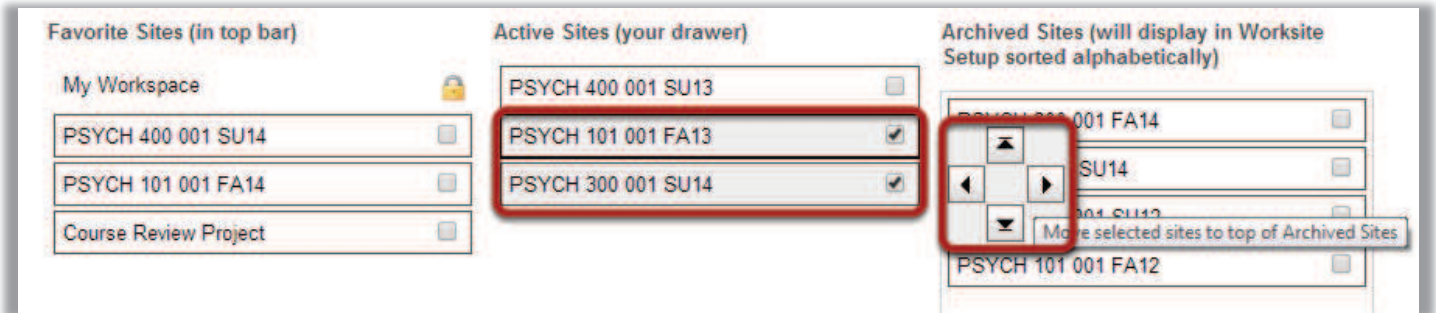 Favorite Sites (in top bar)
My Workspace
PSYCH 400 001 SU14
PSYCH 101 001 FA14
Course Review Project
Active Sites (your drawer)
PSYCH 400 001 SU13
PSYCH 101 001 FA13
PSYCH 300 001 SU14
Archived Sites (will display in Worksite
Setup sorted alphabetically)
PSYCH 001 FA14
SU14
Move selected sites to top of Archived Sites
PSYCH 101 001 FA12